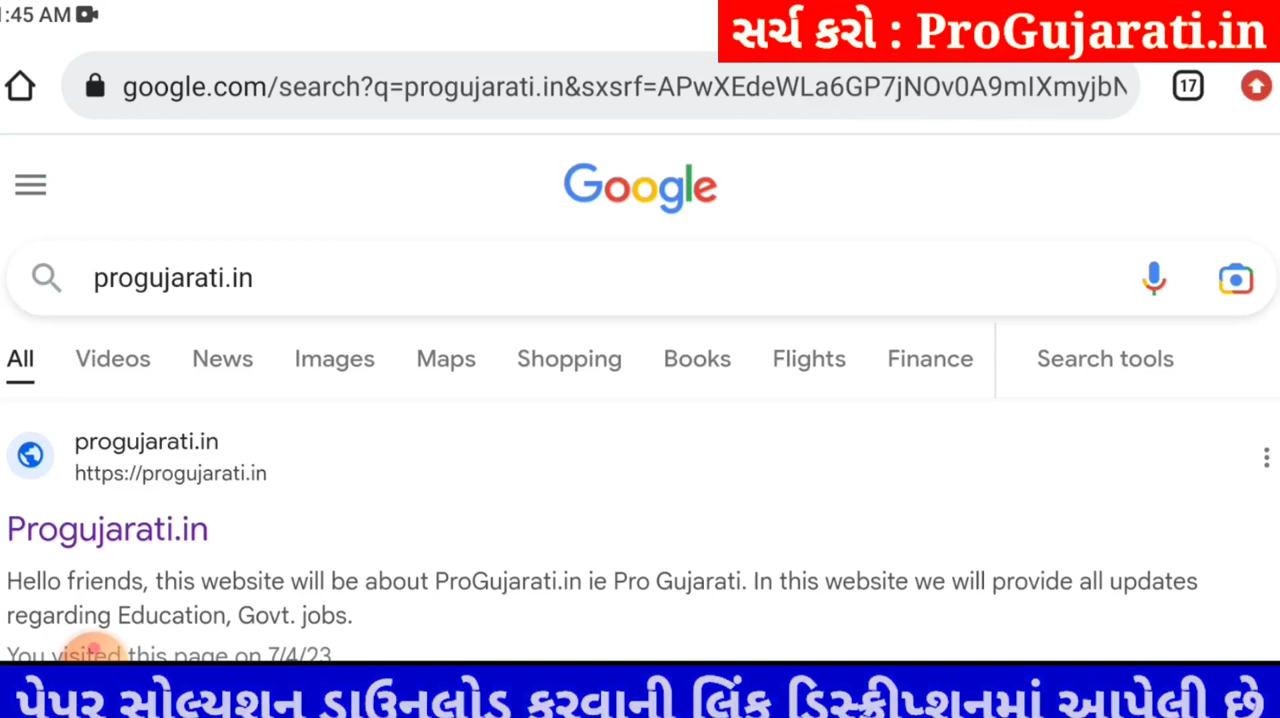 :45 AM
સર્ચ કરો : ProGujarati.in
google.com/search?q=progujarati.in&sxsrf=APwXEdeWLa6GP7jNOv0A9mIXmyjbN
17
Google
progujarati.in
All Videos News Images Maps Shopping Books Flights Finance Search tools
progujarati.in
https://progujarati.in
Progujarati.in
Hello friends, this website will be about ProGujarati.in ie Pro Gujarati. In this website we will provide all updates
regarding Education, Govt. jobs.
You visited this page on 7/4/23
પેપર સોલ્યુશન ડાઉનલોડ કરવાની લિંક ડિસ્ક્રીપ્શનમાં આપેલી છે